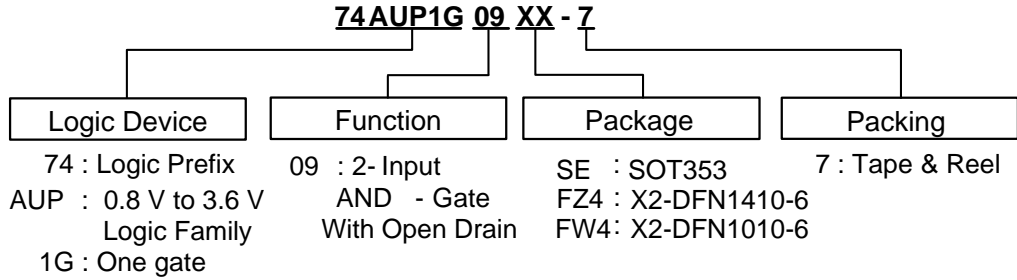 74AUP1G 09 XX - 7
Logic Device
74 : Logic Prefix
AUP : 0.8 V to 3.6 V
Logic Family
1G : One gate
Function
09 : 2- Input
AND - Gate
With Open Drain
Package
SE : SOT353
FZ4 : X2-DFN1410-6
FW4: X2-DFN1010-6
Packing
7 : Tape & Reel